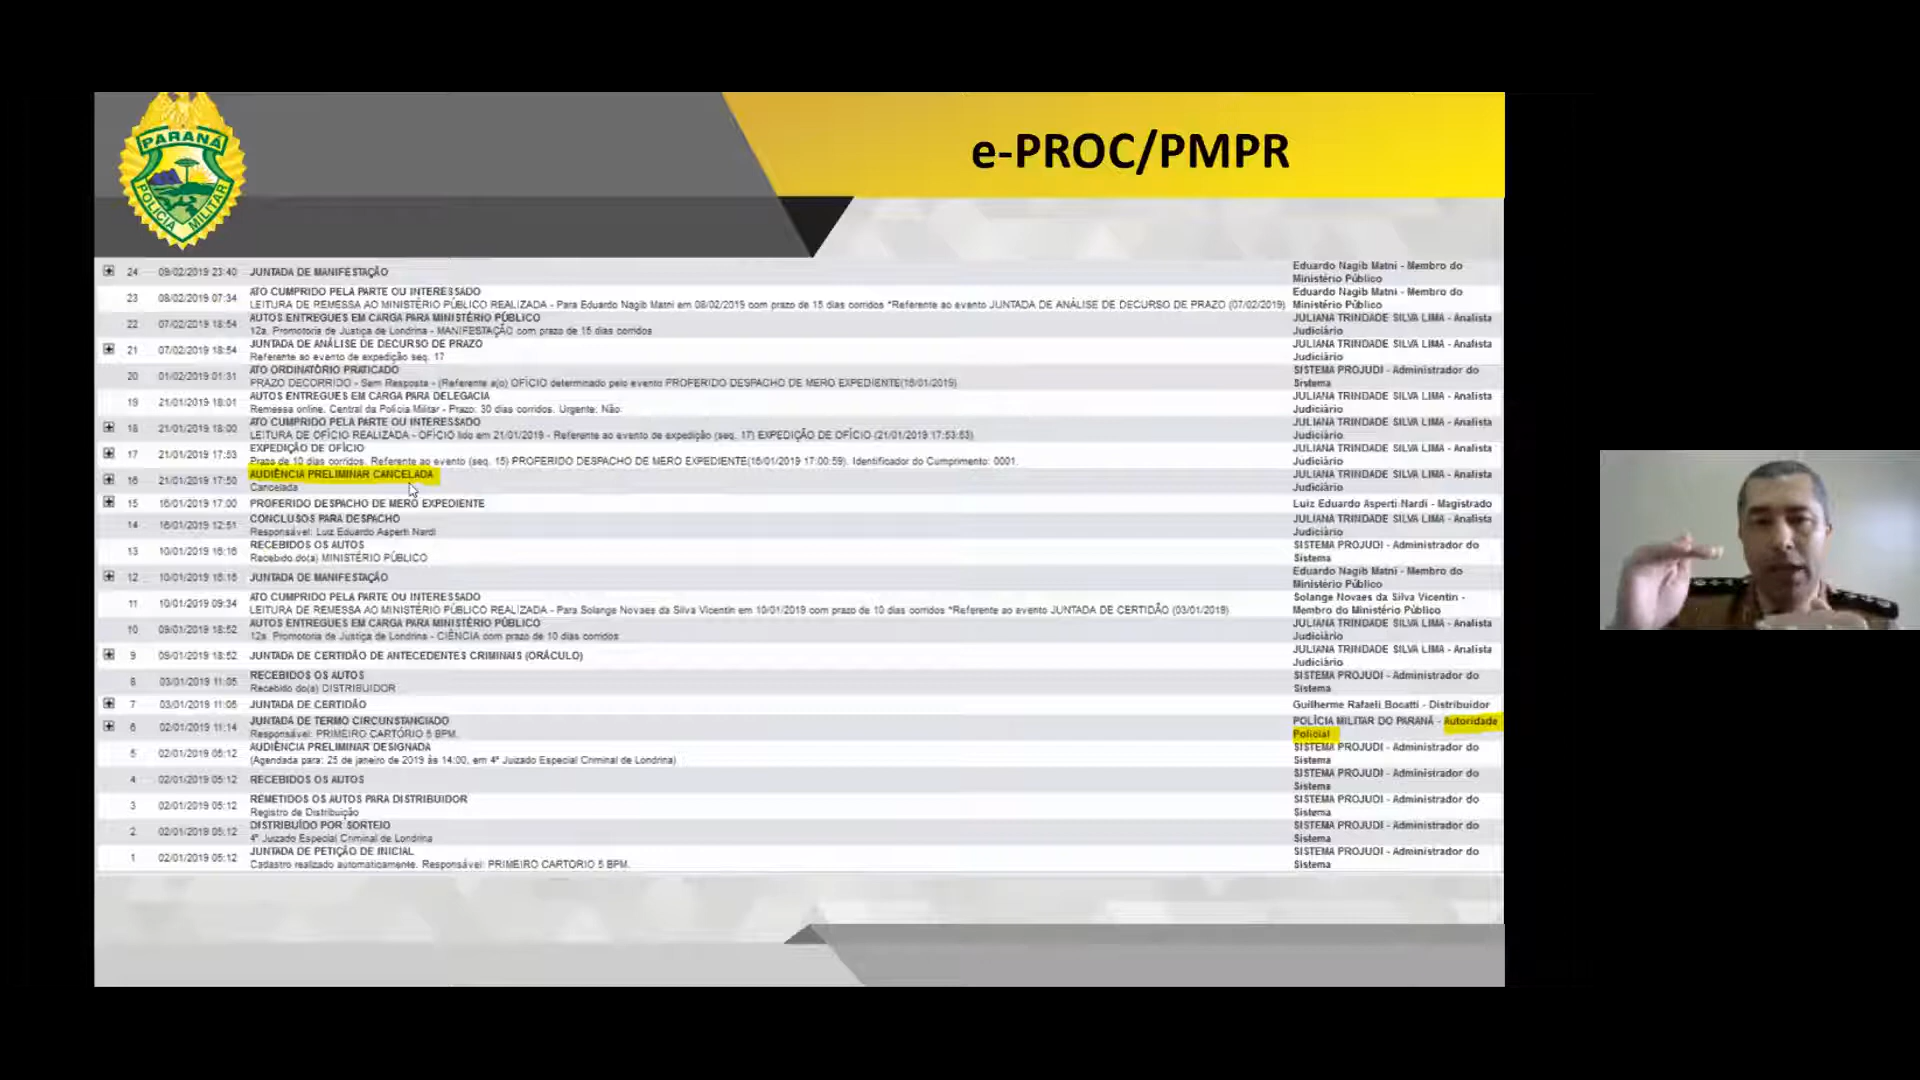 PARANÁ
POLÍCIA MILITAR
e-PROC/PMPR
24 09/02/2019 23:40 JUNTADA DE MANIFESTAÇÃO Eduardo Nagib Matni - Membro do
Ministério Público
23 08/02/2019 07:34 ATO CUMPRIDO PELA PARTE OU INTERESSADO Eduardo Nagib Matni - Membro do
LEITURA DE REMESSA AO MINISTÉRIO PÚBLICO REALIZADA - Para Eduardo Nagib Matni em 08/02/2019 com prazo de 15 dias corridos *Referente ao evento JUNTADA DE ANÁLISE DE DECURSO DE PRAZO (07/02/2019) Ministério Público
22 07/02/2019 18:54 AUTOS ENTREGUES EM CARGA PARA MINISTÉRIO PÚBLICO JULIANA TRINDADE SILVA LIMA - Analista
12a. Promotoria de Justiça de Londrina - MANIFESTAÇÃO com prazo de 15 dias corridos Judiciário
21 07/02/2019 18:54 JUNTADA DE ANÁLISE DE DECURSO DE PRAZO JULIANA TRINDADE SILVA LIMA - Analista
Referente ao evento de expedição seq. 17 Judiciário
20 01/02/2019 01:31 ATO ORDINATÓRIO PRATICADO SISTEMA PROJUDI - Administrador do
PRAZO DECORRIDO - Sem Resposta - (Referente a(o) OFÍCIO determinado pelo evento PROFERIDO DESPACHO DE MERO EXPEDIENTE(16/01/2019) Sistema
19 21/01/2019 18:01 AUTOS ENTREGUES EM CARGA PARA DELEGACIA JULIANA TRINDADE SILVA LIMA - Analista
Remessa online. Central da Polícia Militar - Prazo: 30 dias corridos. Urgente: Não. Judiciário
18 21/01/2019 18:00 ATO CUMPRIDO PELA PARTE OU INTERESSADO JULIANA TRINDADE SILVA LIMA - Analista
LEITURA DE OFÍCIO REALIZADA - OFÍCIO lido em 21/01/2019 - Referente ao evento de expedição (seq. 17) EXPEDIÇÃO DE OFÍCIO (21/01/2019 17:53:53) Judiciário
17 21/01/2019 17:53 EXPEDIÇÃO DE OFÍCIO JULIANA TRINDADE SILVA LIMA - Analista
Prazo de 10 dias corridos. Referente ao evento (seq. 15) PROFERIDO DESPACHO DE MERO EXPEDIENTE(16/01/2019 17:00:59). Identificador do Cumprimento: 0001. Judiciário
16 21/01/2019 17:50 AUDIÊNCIA PRELIMINAR CANCELADA JULIANA TRINDADE SILVA LIMA - Analista
Cancelada Judiciário
15 16/01/2019 17:00 PROFERIDO DESPACHO DE MERO EXPEDIENTE Luiz Eduardo Asperti Nardi - Magistrado
14 16/01/2019 12:51 CONCLUSOS PARA DESPACHO JULIANA TRINDADE SILVA LIMA - Analista
Responsável: Luiz Eduardo Asperti Nardi Judiciário
13 10/01/2019 16:16 RECEBIDOS OS AUTOS SISTEMA PROJUDI - Administrador do
Recebido do(a) MINISTÉRIO PÚBLICO Sistema
12 10/01/2019 16:16 JUNTADA DE MANIFESTAÇÃO Eduardo Nagib Matni - Membro do
Ministério Público
11 10/01/2019 09:34 ATO CUMPRIDO PELA PARTE OU INTERESSADO Solange Novaes da Silva Vicentin -
LEITURA DE REMESSA AO MINISTÉRIO PÚBLICO REALIZADA - Para Solange Novaes da Silva Vicentin em 10/01/2019 com prazo de 10 dias corridos *Referente ao evento JUNTADA DE CERTIDÃO (03/01/2019) Membro do Ministério Público
10 09/01/2019 18:52 AUTOS ENTREGUES EM CARGA PARA MINISTÉRIO PÚBLICO JULIANA TRINDADE SILVA LIMA - Analista
12a. Promotoria de Justiça de Londrina - CIÊNCIA com prazo de 10 dias corridos Judiciário
9 09/01/2019 18:52 JUNTADA DE CERTIDÃO DE ANTECEDENTES CRIMINAIS (ORÁCULO) JULIANA TRINDADE SILVA LIMA - Analista
Judiciário
8 03/01/2019 11:05 RECEBIDOS OS AUTOS SISTEMA PROJUDI - Administrador do
Recebido do(a) DISTRIBUIDOR Sistema
7 03/01/2019 11:05 JUNTADA DE CERTIDÃO Guilherme Rafaeli Bocatti - Distribuidor
6 02/01/2019 11:14 JUNTADA DE TERMO CIRCUNSTANCIADO POLÍCIA MILITAR DO PARANÁ - Autoridade
Responsável: PRIMEIRO CARTÓRIO 5 BPM. Policial
5 02/01/2019 05:12 AUDIÊNCIA PRELIMINAR DESIGNADA SISTEMA PROJUDI - Administrador do
(Agendada para: 25 de janeiro de 2019 às 14:00, em 4º Juizado Especial Criminal de Londrina) Sistema
4 02/01/2019 05:12 RECEBIDOS OS AUTOS SISTEMA PROJUDI - Administrador do
Sistema
3 02/01/2019 05:12 REMETIDOS OS AUTOS PARA DISTRIBUIDOR SISTEMA PROJUDI - Administrador do
Registro de Distribuição Sistema
2 02/01/2019 05:12 DISTRIBUÍDO POR SORTEIO SISTEMA PROJUDI - Administrador do
4º Juizado Especial Criminal de Londrina Sistema
1 02/01/2019 05:12 JUNTADA DE PETIÇÃO DE INICIAL SISTEMA PROJUDI - Administrador do
Cadastro realizado automaticamente. Responsável: PRIMEIRO CARTÓRIO 5 BPM. Sistema